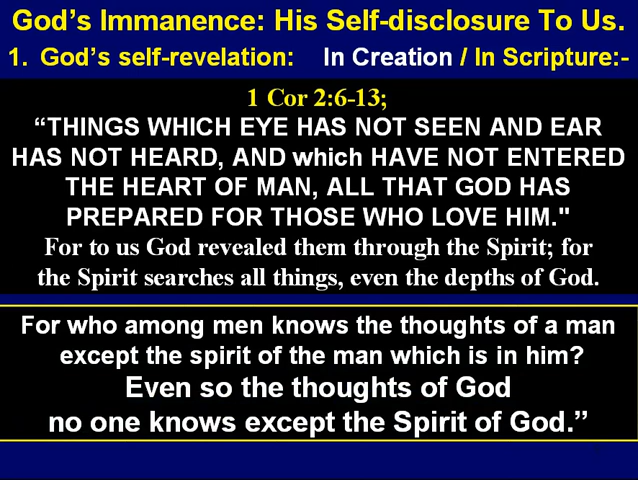 God's Immanence: His Self-disclosure To Us.
1. God's self-revelation: In Creation / In Scripture:-
1 Cor 2:6-13;
“THINGS WHICH EYE HAS NOT SEEN AND EAR
HAS NOT HEARD, AND which HAVE NOT ENTERED
THE HEART OF MAN, ALL THAT GOD HAS
PREPARED FOR THOSE WHO LOVE HIM."
For to us God revealed them through the Spirit; for
the Spirit searches all things, even the depths of God.
For who among men knows the thoughts of a man
except the spirit of the man which is in him?
Even so the thoughts of God
no one knows except the Spirit of God.”